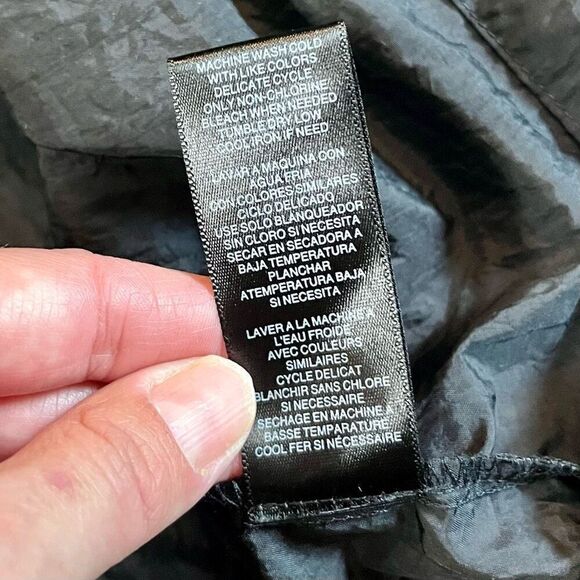 MACHINE WASH COLD
WITH LIKE COLORS
DELICATE CYCLE
ONLY NON-CHLORINE
BLEACH WHEN NEEDED
TUMBLE DRY LOW
COOL IRON IF NEED
LAVAR A MAQUINA CON
AGUA FRIA
CON COLORES SIMILARES
CICLO DELICADO
USE SOLO BLANQUEADOR
SIN CLORO SI NECESITA
SECAR EN SECADORA A
BAJA TEMPERATURA
PLANCHAR
ATEMPERATURA BAJA
SI NECESITA
LAVER A LA MACHINE A
L'EAU FROIDE
AVEC COULEURS
SIMILAIRES
CYCLE DELICAT
BLANCHIR SANS CHLORE
SI NECESSAIRE
SECHAGE EN MACHINE A
BASSE TEMPARATURE
COOL FER SI NÉCESSAIRE